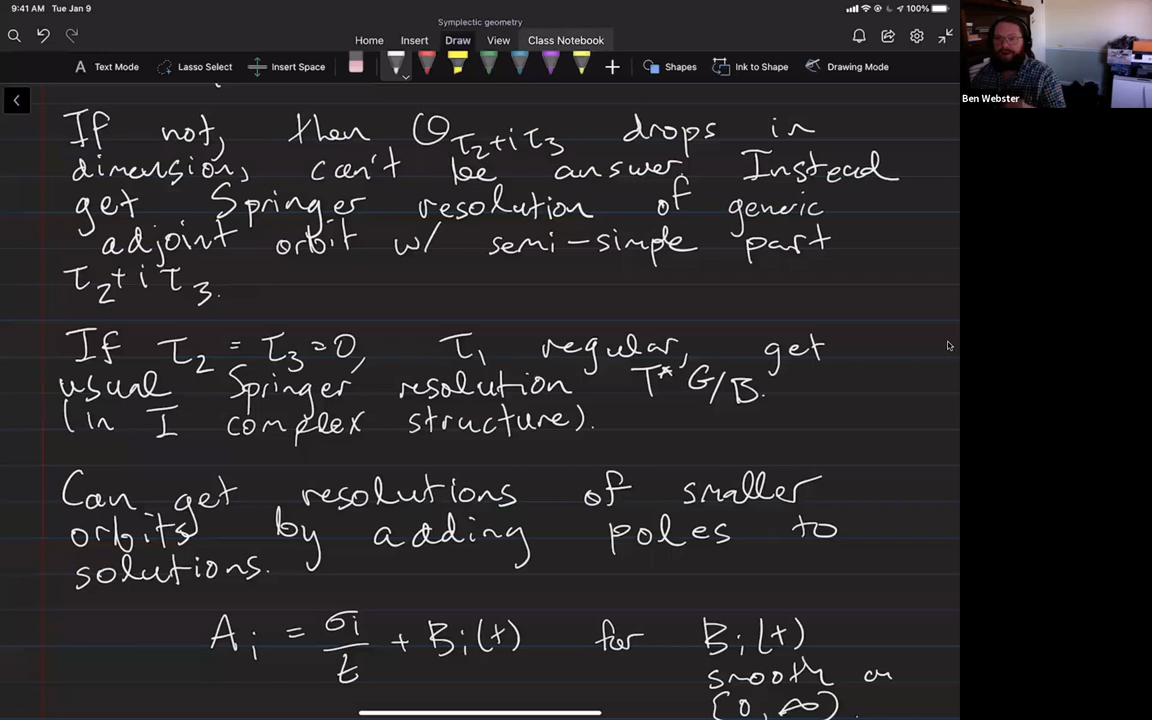 9:41 AM Tue Jan 9
100%
Symplectic geometry
Home Insert Draw View Class Notebook
Text Mode Lasso Select Insert Space Shapes Ink to Shape Drawing Mode
Ben Webster
If not, then O_{τ₂+iτ₃} drops in
dimension, can't be answer. Instead
get Springer resolution of generic
adjoint orbit w/ semi-simple part
τ₂+iτ₃.
If τ₂ = τ₃ = 0, τ₁ regular, get
usual Springer resolution T*G/B.
(in I complex structure).
Can get resolutions of smaller
orbits by adding poles to
solutions.
A_i = σ_i/t + B_i(t) for B_i(t)
smooth on
[0, ∞).